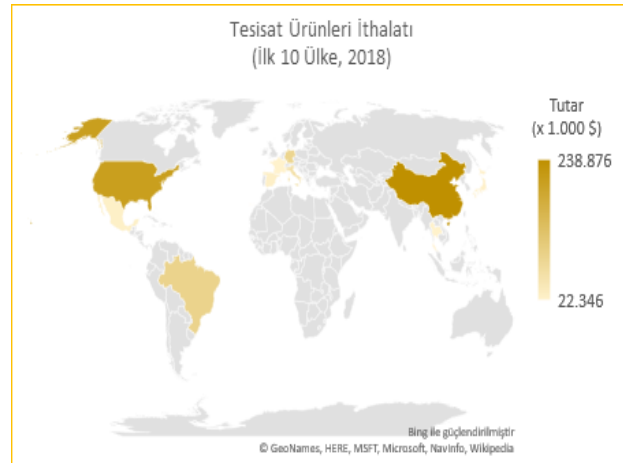 Tesisat Ürünleri İthalatı
(İlk 10 Ülke, 2018)
Tutar
(x 1.000 $)
238.876
22.346
Bing ile güçlendirilmiştir
© GeoNames, HERE, MSFT, Microsoft, NavInfo, Wikipedia